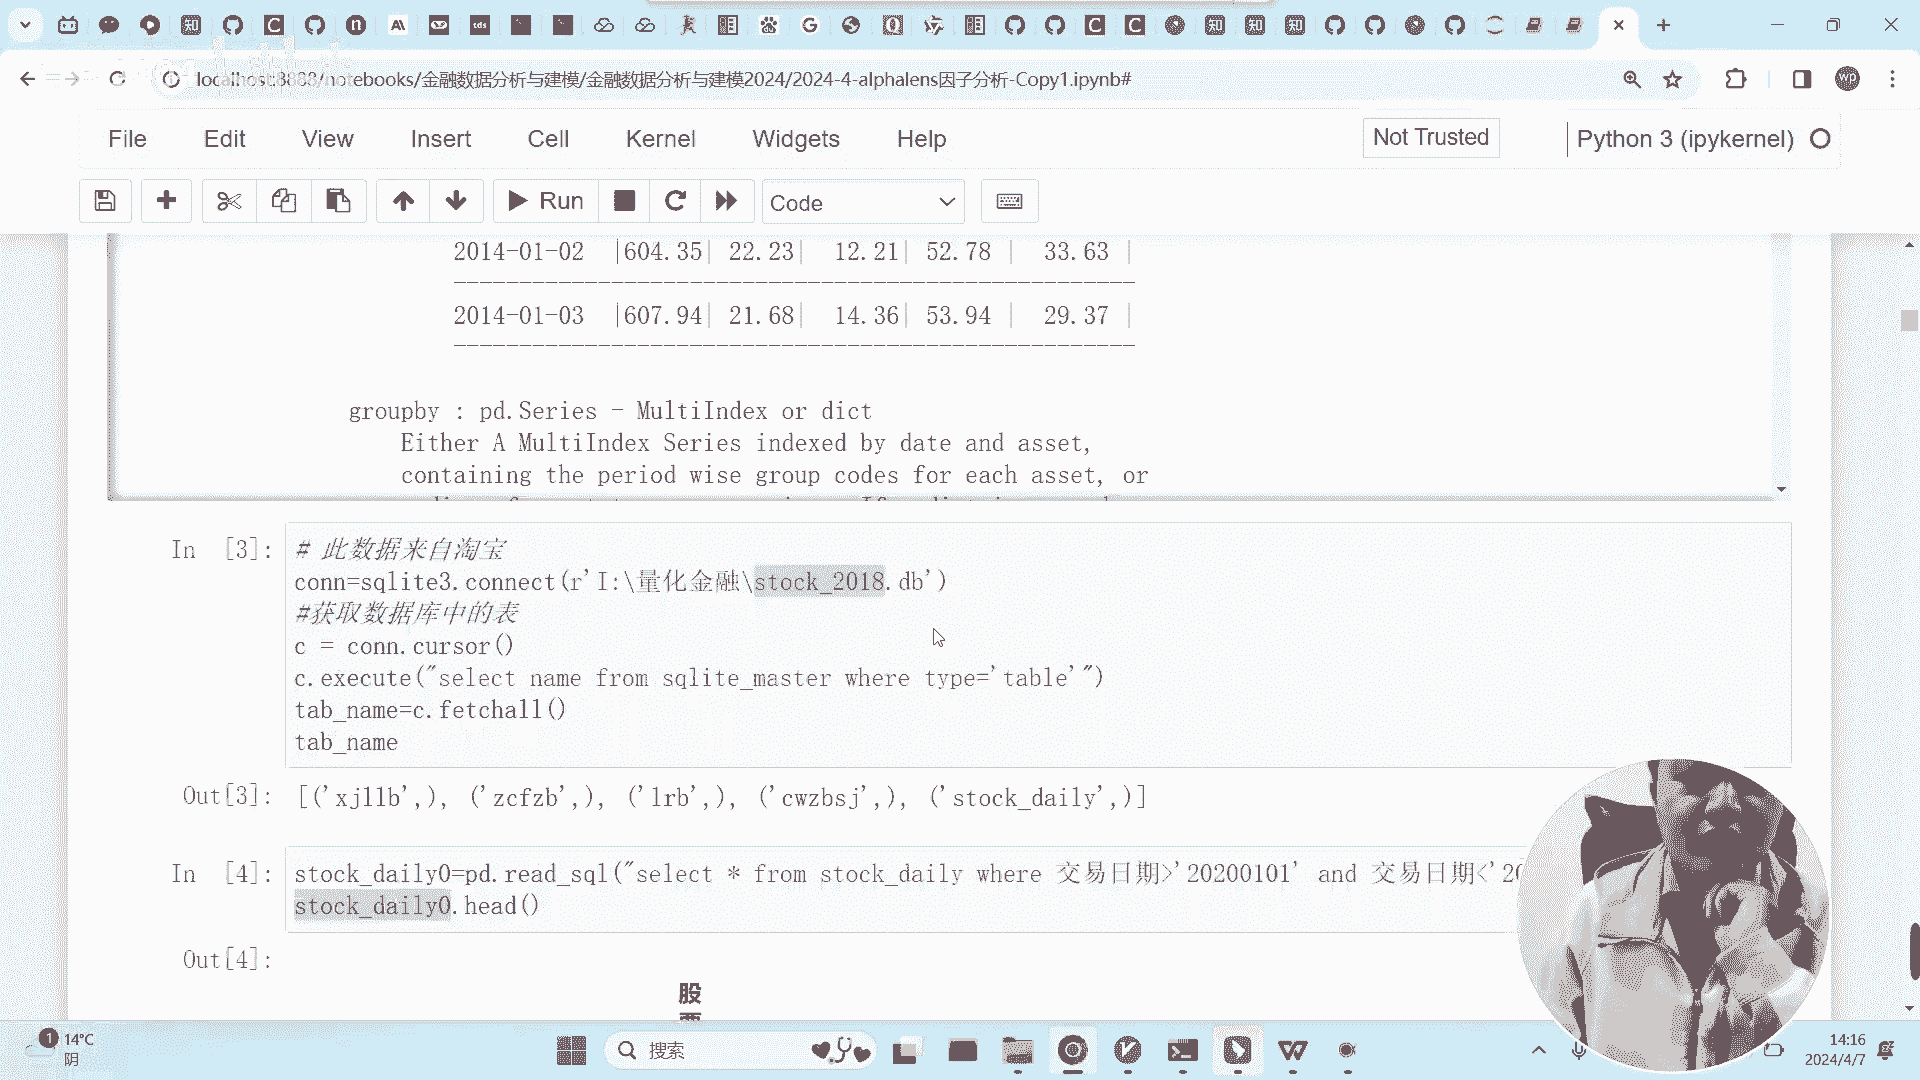 localhost:8888/notebooks/金融数据分析与建模/金融数据分析与建模2024/2024-4-alphalens因子分析-Copy1.ipynb#
File Edit View Insert Cell Kernel Widgets Help
Not Trusted
Python 3 (ipykernel)
Run
Code
2014-01-02 |604.35| 22.23| 12.21| 52.78 | 33.63 |
-----------------------------------------------------
2014-01-03 |607.94| 21.68| 14.36| 53.94 | 29.37 |
-----------------------------------------------------
groupby : pd.Series - MultiIndex or dict
Either A MultiIndex Series indexed by date and asset,
containing the period wise group codes for each asset, or
In [3]:
# 此数据来自淘宝
conn=sqlite3.connect(r'I:\量化金融\stock_2018.db')
#获取数据库中的表
c = conn.cursor()
c.execute("select name from sqlite_master where type='table'")
tab_name=c.fetchall()
tab_name
Out[3]:
[('xjllb',), ('zcfzb',), ('lrb',), ('cwzbsj',), ('stock_daily',)]
In [4]:
stock_daily0=pd.read_sql("select * from stock_daily where 交易日期>'20200101' and 交易日期<'20
stock_daily0.head()
Out[4]:
股
14°C
阴
搜索
14:16
2024/4/7